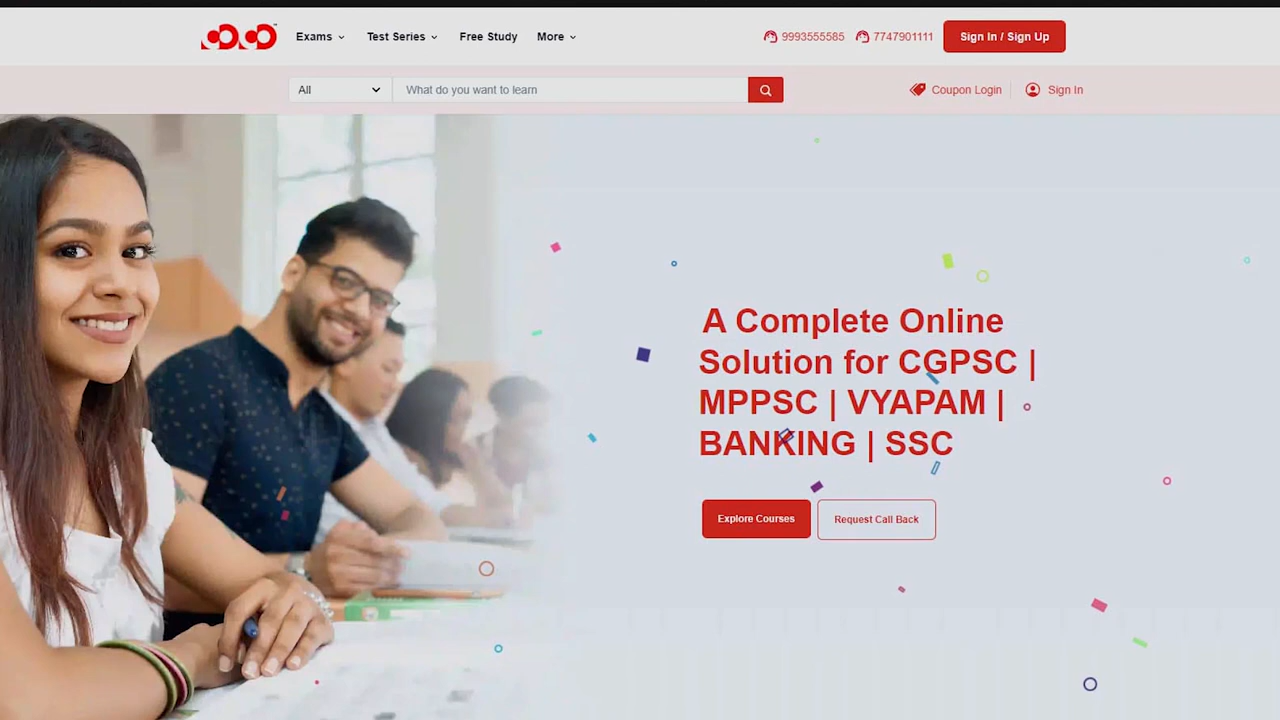 Exams
Test Series
Free Study
More
9993555585
7747901111
Sign In / Sign Up
All
What do you want to learn
Coupon Login
Sign In
A Complete Online
Solution for CGPSC |
MPPSC | VYAPAM |
BANKING | SSC
Explore Courses
Request Call Back